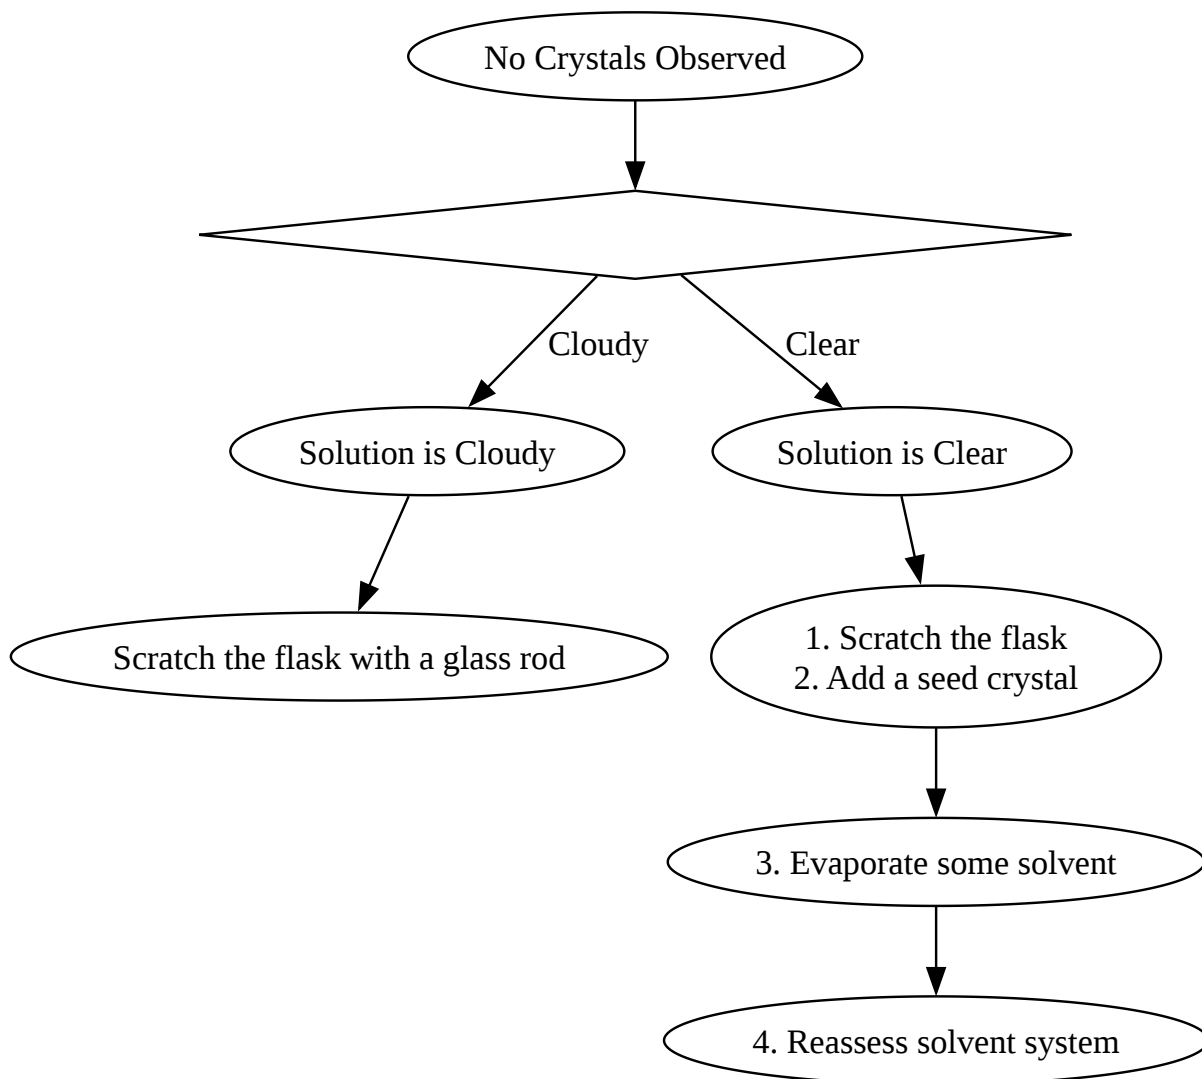 No Crystals Observed
Cloudy
Clear
Solution is Cloudy
Solution is Clear
Scratch the flask with a glass rod
1. Scratch the flask
2. Add a seed crystal
3. Evaporate some solvent
4. Reassess solvent system